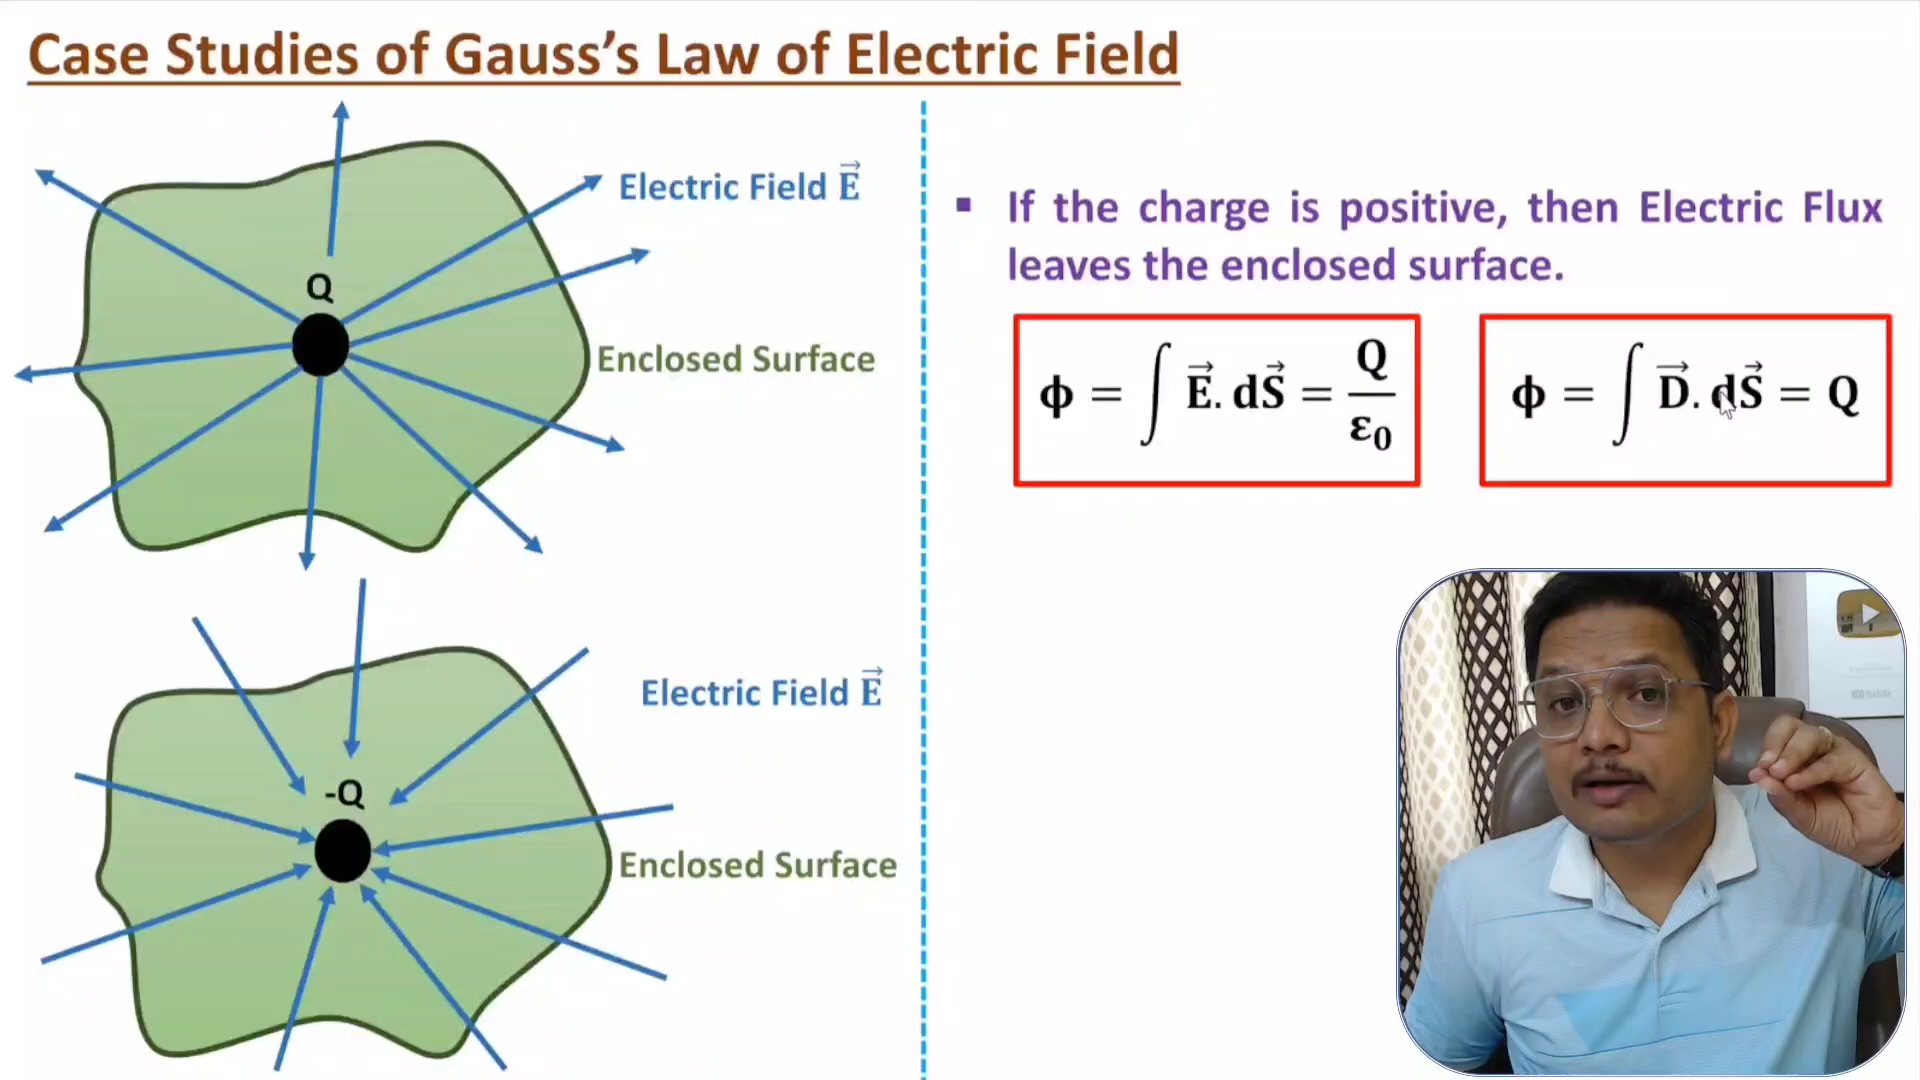 Case Studies of Gauss's Law of Electric Field
Electric Field E⃗
Q
Enclosed Surface
Electric Field E⃗
-Q
Enclosed Surface
▪ If the charge is positive, then Electric Flux
leaves the enclosed surface.
ϕ = ∫ E⃗. dS⃗ = Q/ε₀
ϕ = ∫ D⃗. dS⃗ = Q